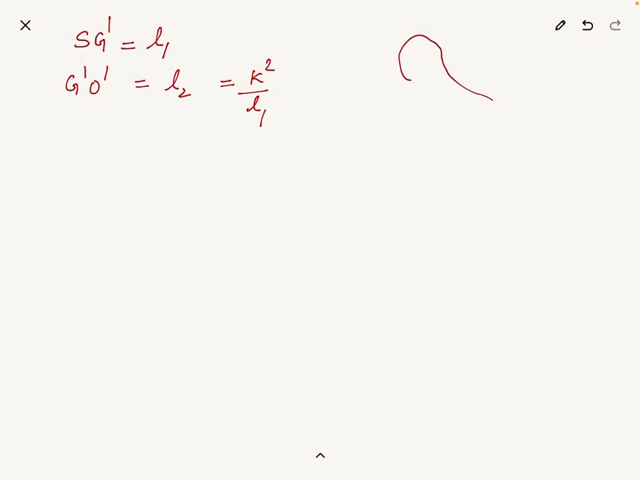 SG' = l₁
G'O' = l₂ = K²/l₁